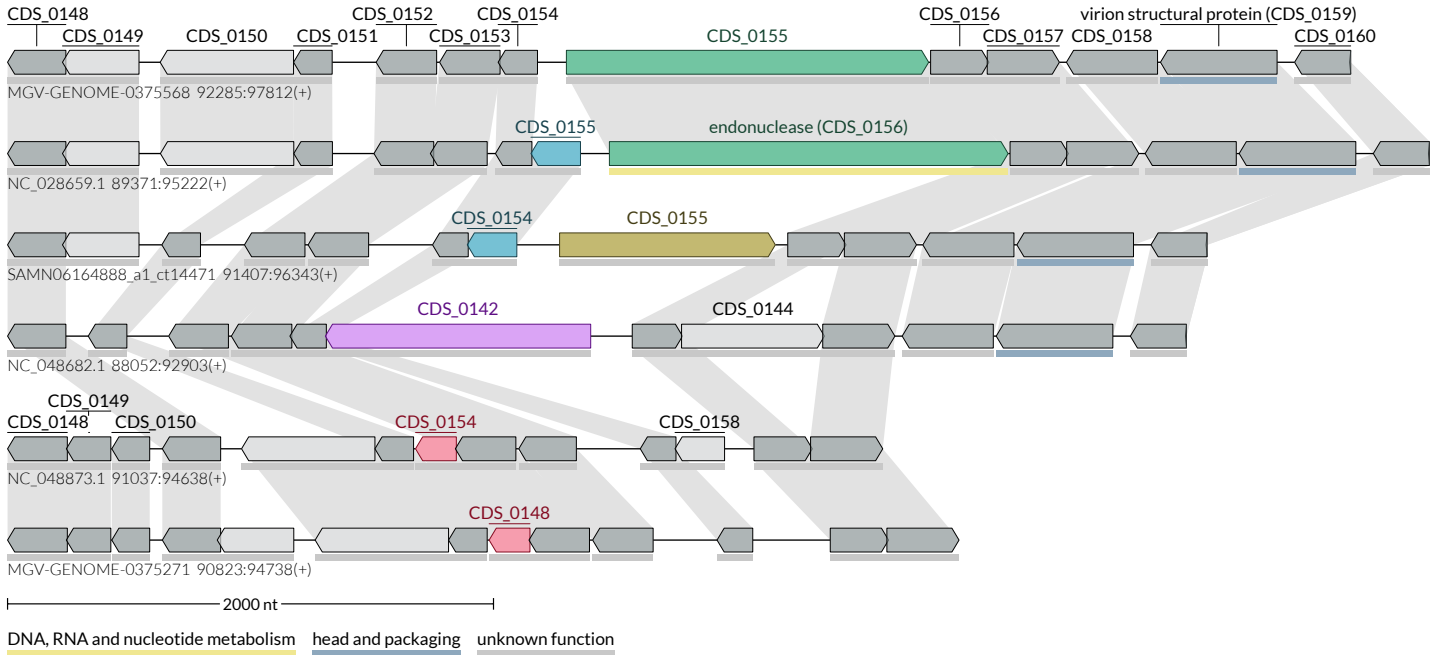 CDS_0148 CDS_0152 CDS_0154 CDS_0156 virion structural protein (CDS_0159)
CDS_0149 CDS_0150 CDS_0151 CDS_0153 CDS_0155 CDS_0157 CDS_0158 CDS_0160
MGV-GENOME-0375568 92285:97812(+)
CDS_0155 endonuclease (CDS_0156)
NC_028659.1 89371:95222(+)
CDS_0154 CDS_0155
SAMN06164888_a1_ct14471 91407:96343(+)
CDS_0142 CDS_0144
NC_048682.1 88052:92903(+)
CDS_0149
CDS_0148 CDS_0150 CDS_0154 CDS_0158
NC_048873.1 91037:94638(+)
CDS_0148
MGV-GENOME-0375271 90823:94738(+)
2000 nt
DNA, RNA and nucleotide metabolism head and packaging unknown function